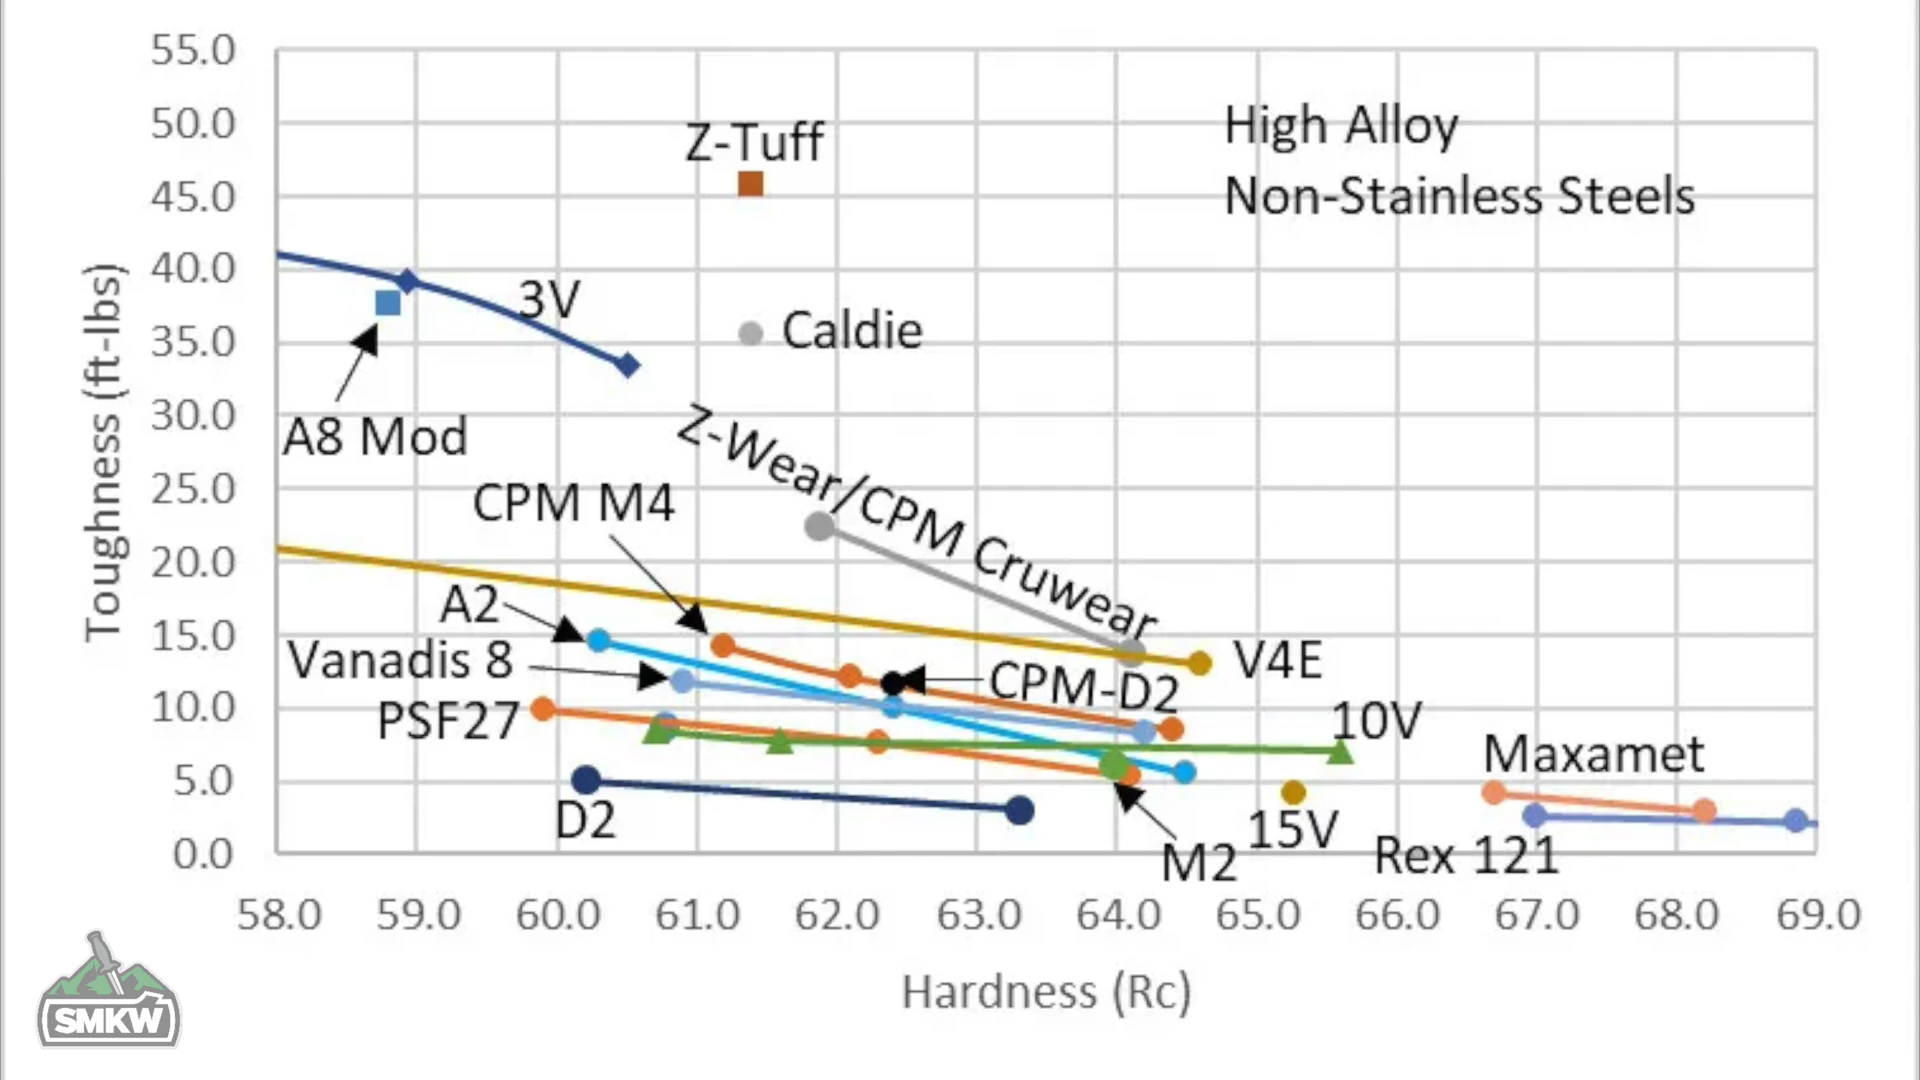 55.0
50.0
45.0
40.0
35.0
30.0
25.0
20.0
15.0
10.0
5.0
0.0
Toughness (ft-lbs)
High Alloy
Non-Stainless Steels
Z-Tuff
3V
Caldie
A8 Mod
Z-Wear/CPM Cruwear
CPM M4
A2
Vanadis 8
V4E
CPM-D2
PSF27
10V
Maxamet
D2
15V
M2
Rex 121
58.0 59.0 60.0 61.0 62.0 63.0 64.0 65.0 66.0 67.0 68.0 69.0
Hardness (Rc)
SMKW